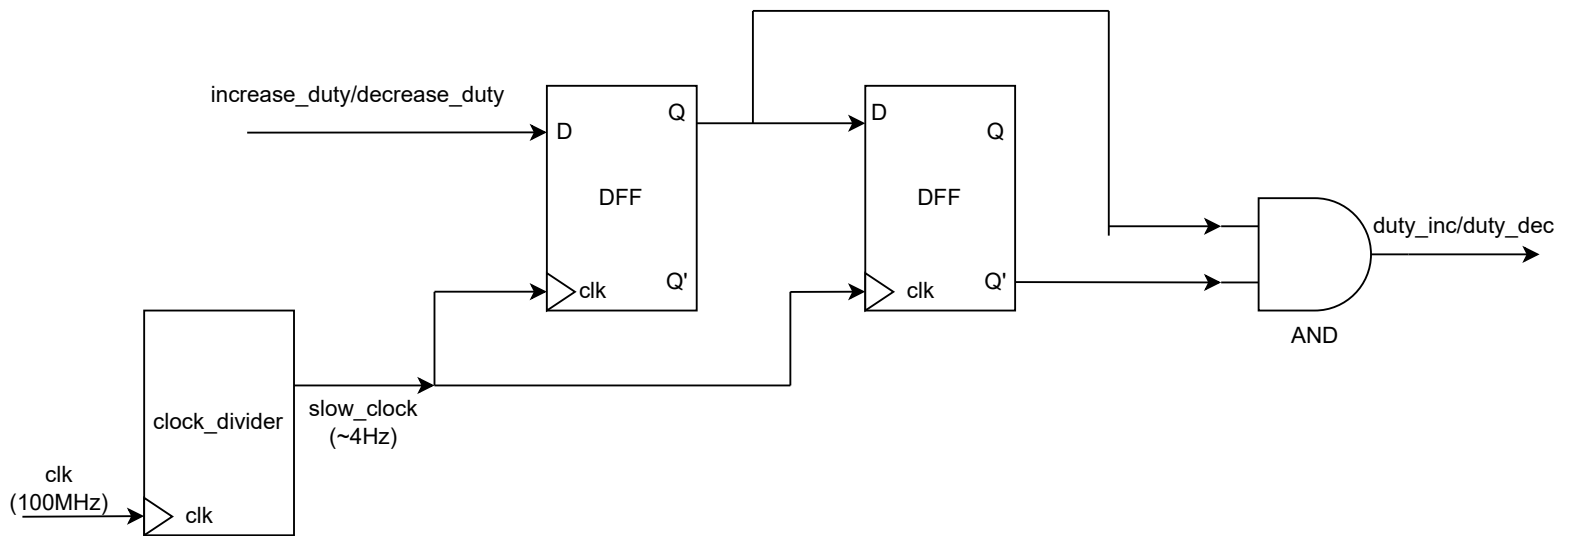 increase_duty/decrease_duty
D
Q
DFF
Q'
clk
D
Q
DFF
Q'
clk
duty_inc/duty_dec
AND
clock_divider
slow_clock
(~4Hz)
clk
(100MHz)
clk